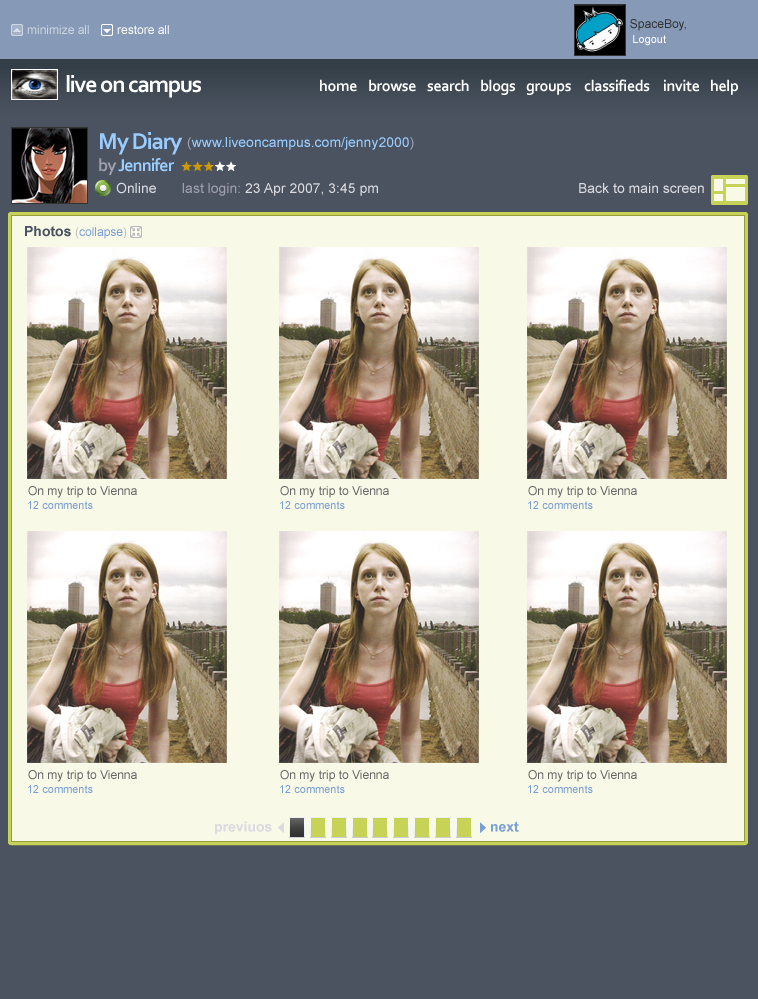 minimize all
restore all
SpaceBoy,
Logout
live on campus
home browse search blogs groups classifieds invite help
My Diary (www.liveoncampus.com/jenny2000)
by Jennifer
Online last login: 23 Apr 2007, 3:45 pm
Back to main screen
Photos (collapse)
On my trip to Vienna
12 comments
On my trip to Vienna
12 comments
On my trip to Vienna
12 comments
On my trip to Vienna
12 comments
On my trip to Vienna
12 comments
On my trip to Vienna
12 comments
previuos
next